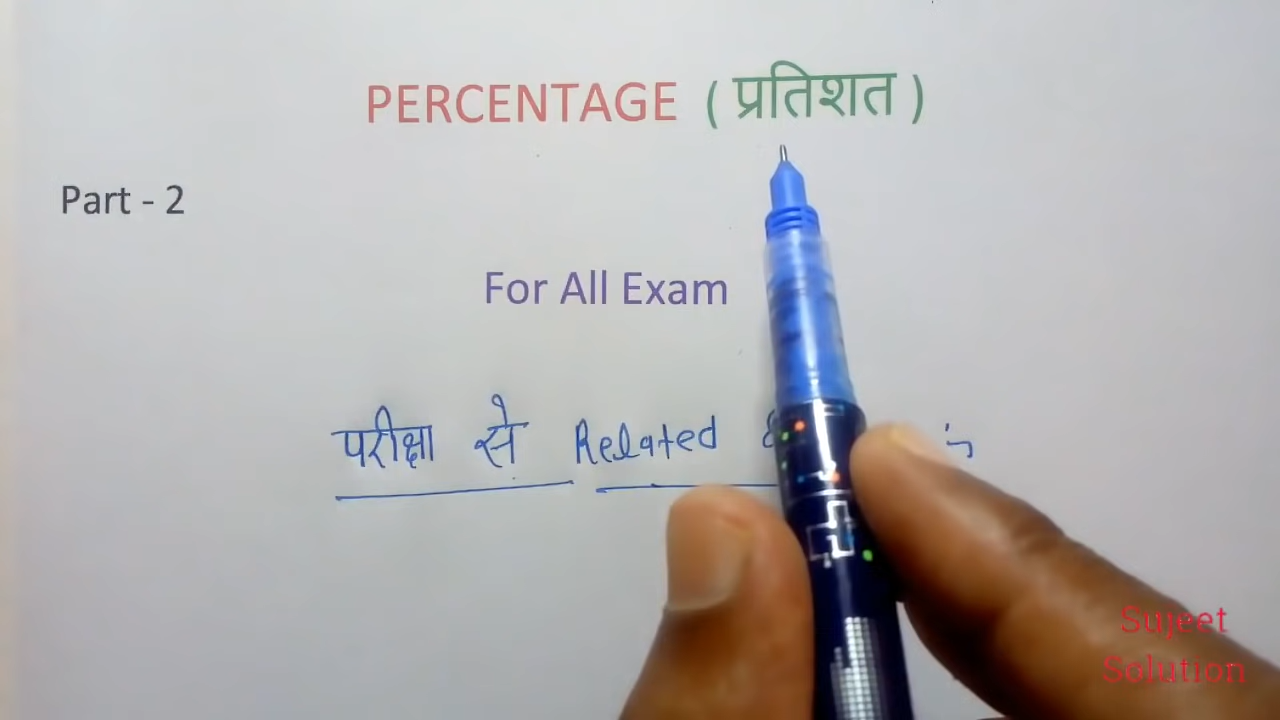 PERCENTAGE ( प्रतिशत )
Part - 2
For All Exam
परीक्षा से Related
Sujeet
Solution